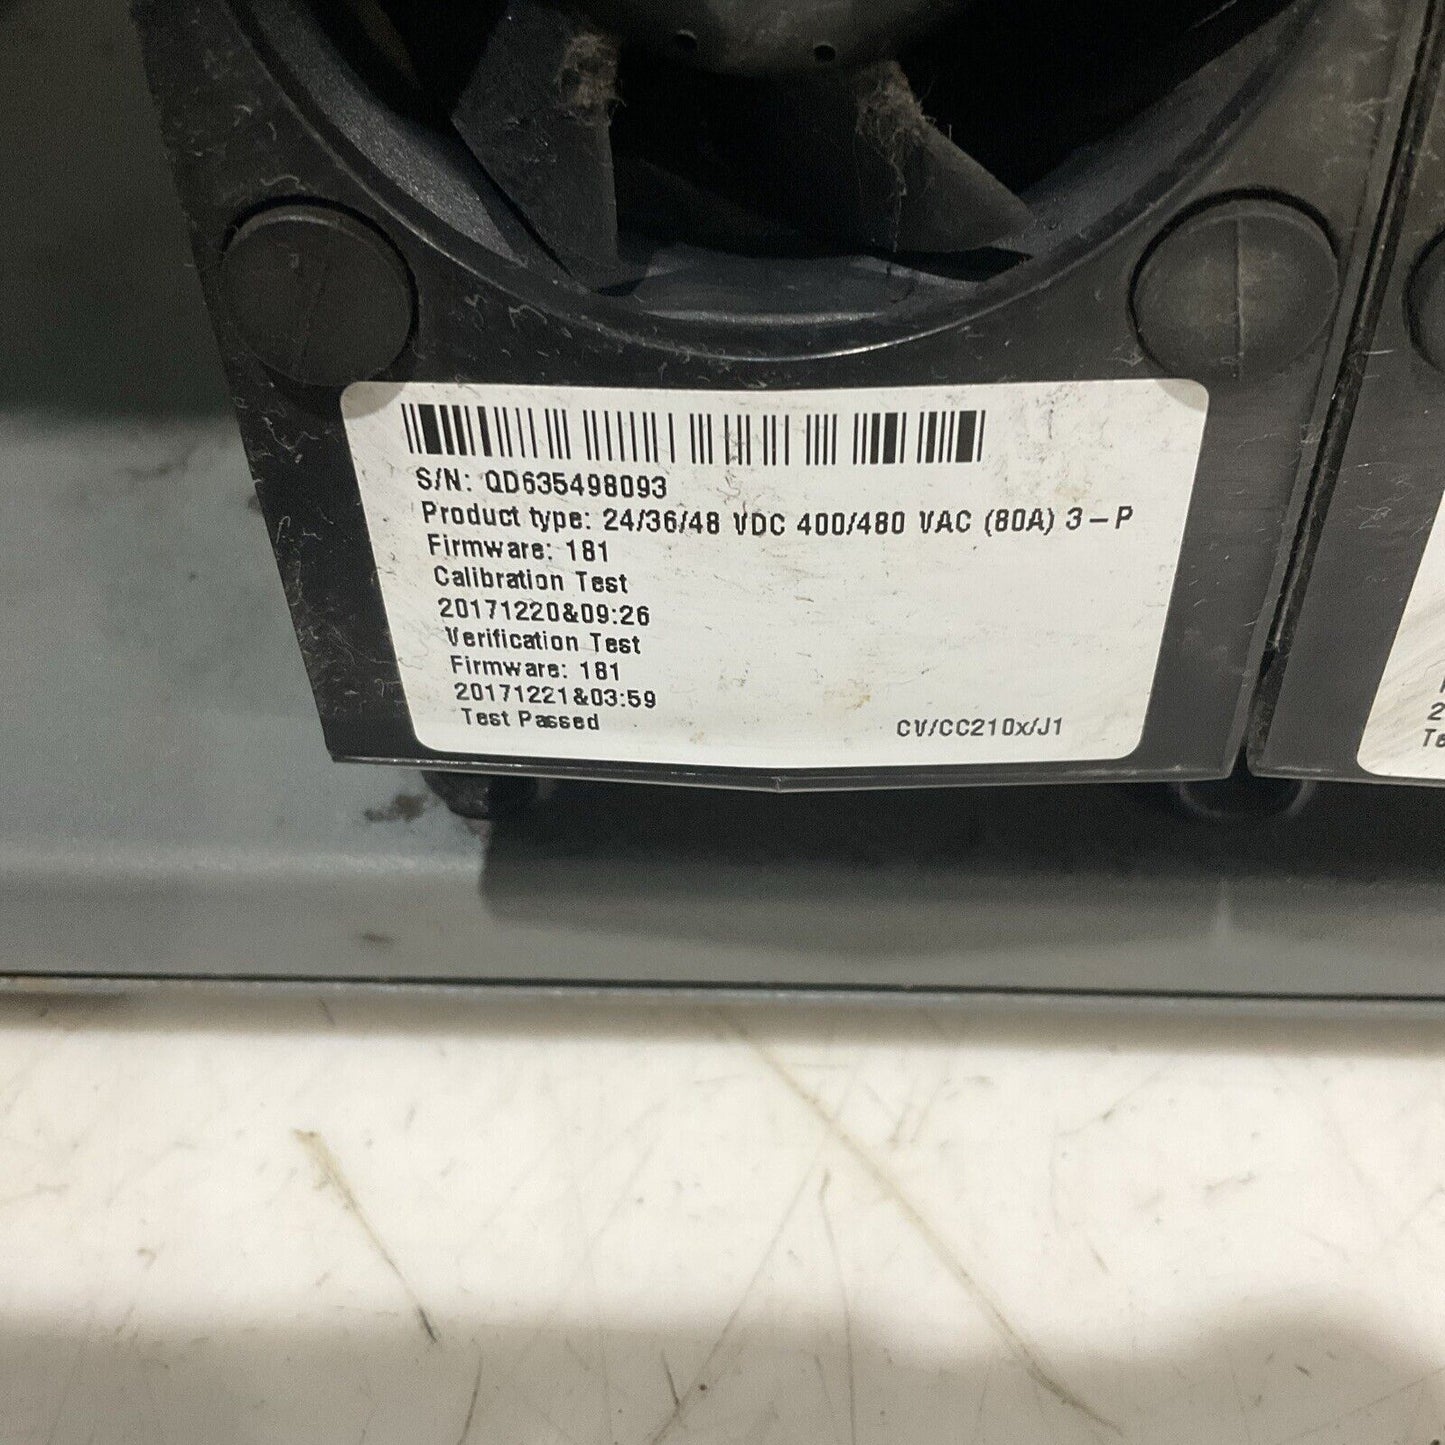 S/N: QD635498093
Product type: 24/36/48 VDC 400/480 VAC (80A) 3-P
Firmware: 181
Calibration Test
20171220&09:26
Verification Test
Firmware: 181
20171221&03:59
Test Passed
CV/CC210x/J1